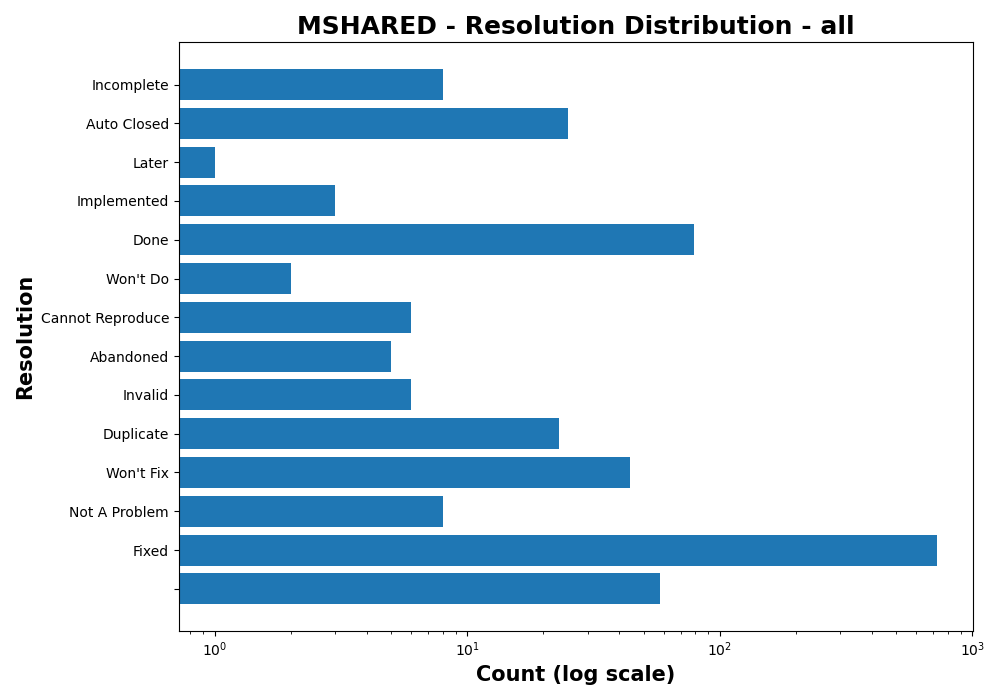 MSHARED - Resolution Distribution - all
Incomplete
Auto Closed
Later
Implemented
Done
Won't Do
Cannot Reproduce
Abandoned
Invalid
Duplicate
Won't Fix
Not A Problem
Fixed
Resolution
10⁰ 10¹ 10² 10³
Count (log scale)